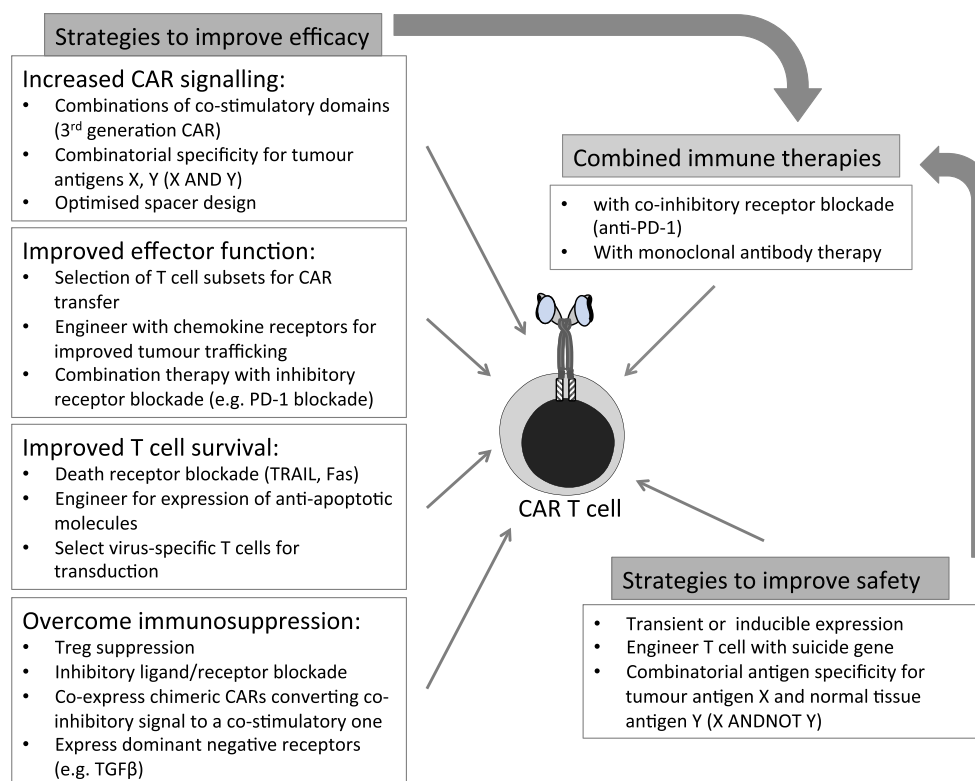 Strategies to improve efficacy
Increased CAR signalling:
• Combinations of co-stimulatory domains
(3rd generation CAR)
• Combinatorial specificity for tumour
antigens X, Y (X AND Y)
• Optimised spacer design
Improved effector function:
• Selection of T cell subsets for CAR
transfer
• Engineer with chemokine receptors for
improved tumour trafficking
• Combination therapy with inhibitory
receptor blockade (e.g. PD-1 blockade)
Improved T cell survival:
• Death receptor blockade (TRAIL, Fas)
• Engineer for expression of anti-apoptotic
molecules
• Select virus-specific T cells for
transduction
Overcome immunosuppression:
• Treg suppression
• Inhibitory ligand/receptor blockade
• Co-express chimeric CARs converting co-
inhibitory signal to a co-stimulatory one
• Express dominant negative receptors
(e.g. TGFβ)
Combined immune therapies
• with co-inhibitory receptor blockade
(anti-PD-1)
• With monoclonal antibody therapy
CAR T cell
Strategies to improve safety
• Transient or inducible expression
• Engineer T cell with suicide gene
• Combinatorial antigen specificity for
tumour antigen X and normal tissue
antigen Y (X ANDNOT Y)